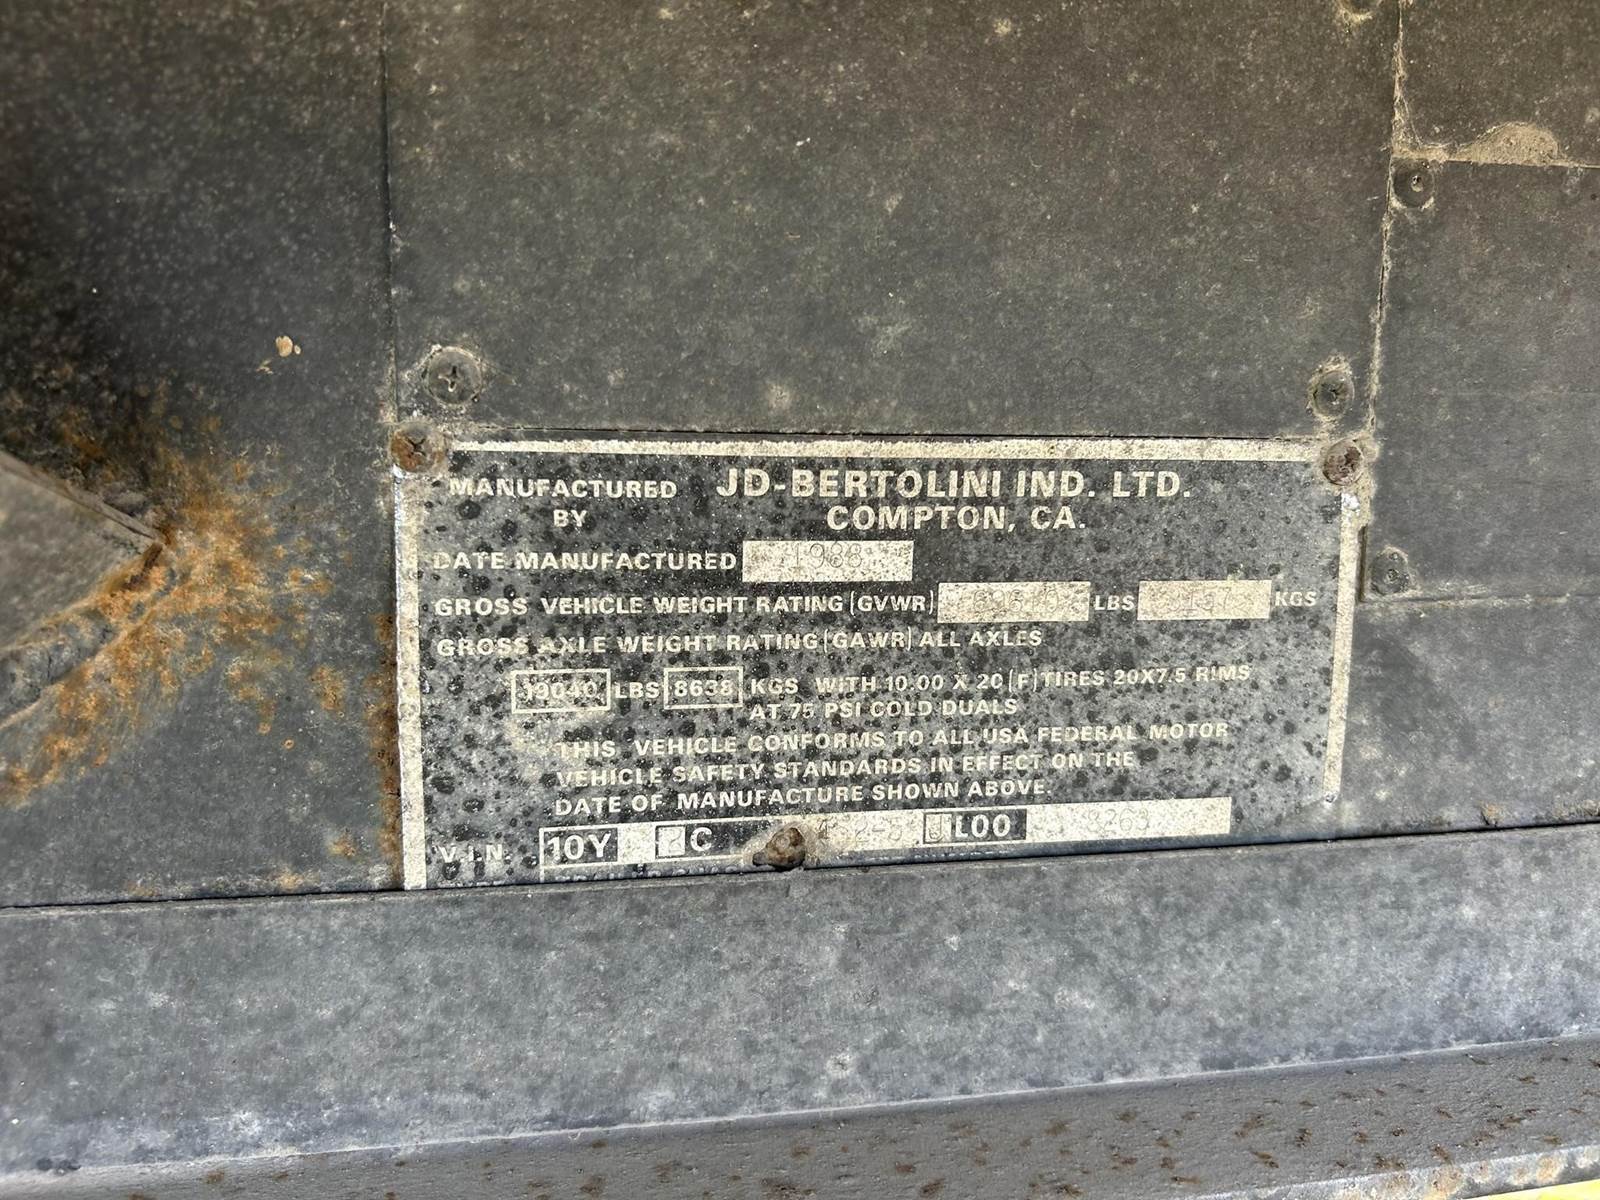 MANUFACTURED JD-BERTOLINI IND. LTD.
BY COMPTON, CA.
DATE MANUFACTURED 1988
GROSS VEHICLE WEIGHT RATING (GVWR) LBS KGS
GROSS AXLE WEIGHT RATING (GAWR) ALL AXLES
19040 LBS 8638 KGS WITH 10.00 X 20 (F) TIRES 20X7.5 RIMS
AT 75 PSI COLD DUALS
THIS VEHICLE CONFORMS TO ALL USA FEDERAL MOTOR
VEHICLE SAFETY STANDARDS IN EFFECT ON THE
DATE OF MANUFACTURE SHOWN ABOVE.
V.I.N. 10Y C L00